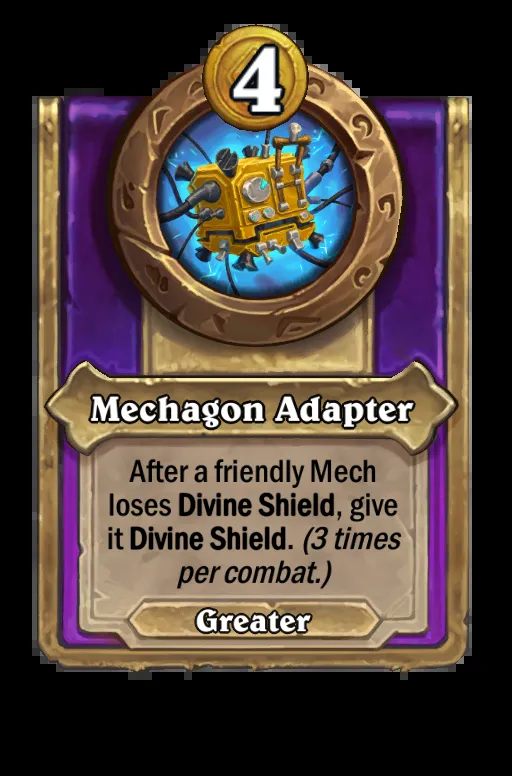 4
Mechagon Adapter
After a friendly Mech
loses Divine Shield, give
it Divine Shield. (3 times
per combat.)
Greater